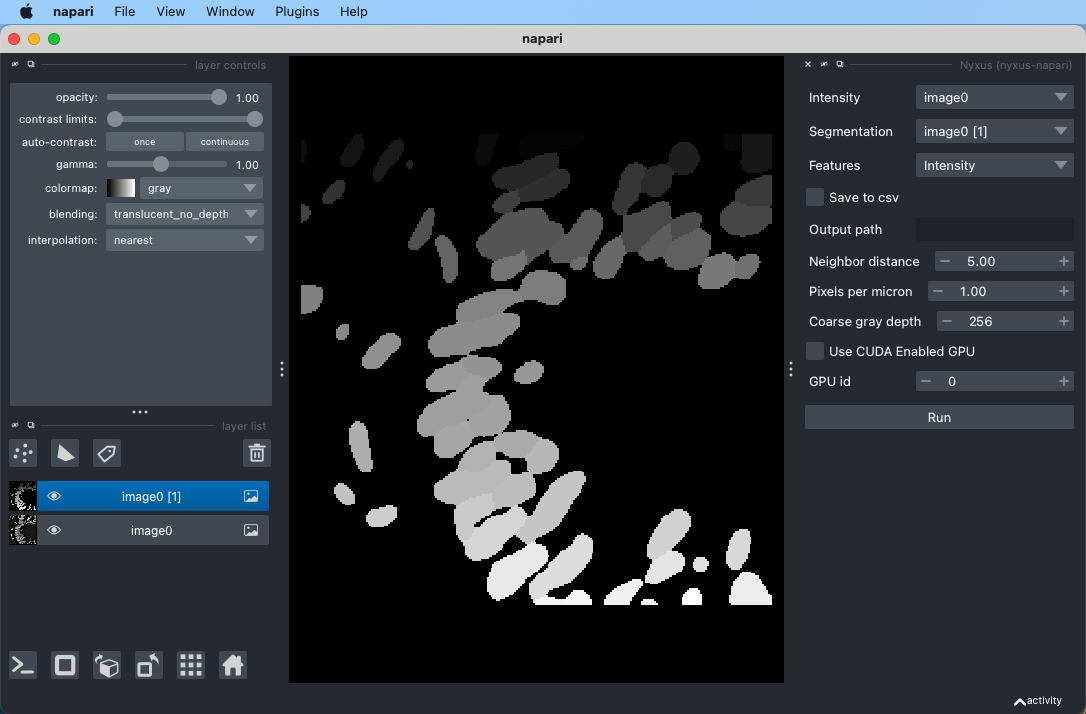 napari File View Window Plugins Help
napari
layer controls
opacity: 1.00
contrast limits:
auto-contrast: once continuous
gamma: 1.00
colormap: gray
blending: translucent_no_depth
interpolation: nearest
layer list
image0 [1]
image0
Nyxus (nyxus-napari)
Intensity image0
Segmentation image0 [1]
Features Intensity
Save to csv
Output path
Neighbor distance 5.00
Pixels per micron 1.00
Coarse gray depth 256
Use CUDA Enabled GPU
GPU id 0
Run
activity